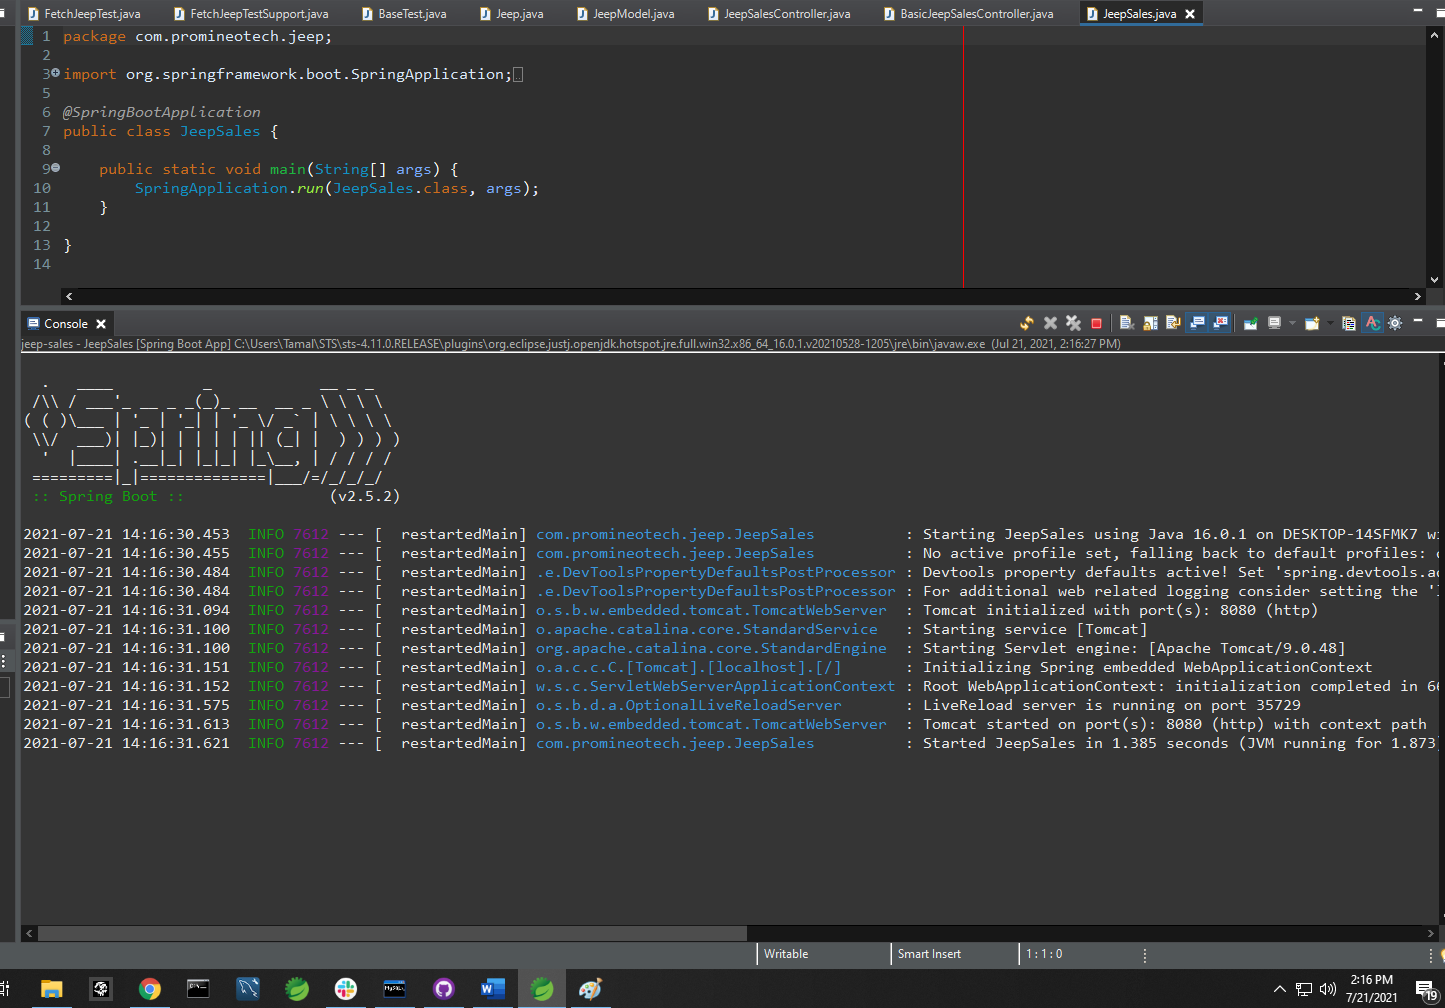 FetchJeepTest.java FetchJeepTestSupport.java BaseTest.java Jeep.java JeepModel.java JeepSalesController.java BasicJeepSalesController.java JeepSales.java
1 package com.promineotech.jeep;
2
3 import org.springframework.boot.SpringApplication;
5
6 @SpringBootApplication
7 public class JeepSales {
8
9 public static void main(String[] args) {
10 SpringApplication.run(JeepSales.class, args);
11 }
12
13 }
14
Console
jeep-sales - JeepSales [Spring Boot App] C:\Users\Tamal\STS\sts-4.11.0.RELEASE\plugins\org.eclipse.justj.openjdk.hotspot.jre.full.win32.x86_64_16.0.1.v20210528-1205\jre\bin\javaw.exe (Jul 21, 2021, 2:16:27 PM)
  .   ____          _            __ _ _
 /\\ / ___'_ __ _ _(_)_ __  __ _ \ \ \ \
( ( )\___ | '_ | '_| | '_ \/ _` | \ \ \ \
 \\/  ___)| |_)| | | | | || (_| |  ) ) ) )
  '  |____| .__|_| |_|_| |_\__, | / / / /
 =========|_|==============|___/=/_/_/_/
 :: Spring Boot ::                (v2.5.2)
2021-07-21 14:16:30.453 INFO 7612 --- [ restartedMain] com.promineotech.jeep.JeepSales : Starting JeepSales using Java 16.0.1 on DESKTOP-14SFMK7 wi
2021-07-21 14:16:30.455 INFO 7612 --- [ restartedMain] com.promineotech.jeep.JeepSales : No active profile set, falling back to default profiles:
2021-07-21 14:16:30.484 INFO 7612 --- [ restartedMain] .e.DevToolsPropertyDefaultsPostProcessor : Devtools property defaults active! Set 'spring.devtools.ad
2021-07-21 14:16:30.484 INFO 7612 --- [ restartedMain] .e.DevToolsPropertyDefaultsPostProcessor : For additional web related logging consider setting the
2021-07-21 14:16:31.094 INFO 7612 --- [ restartedMain] o.s.b.w.embedded.tomcat.TomcatWebServer : Tomcat initialized with port(s): 8080 (http)
2021-07-21 14:16:31.100 INFO 7612 --- [ restartedMain] o.apache.catalina.core.StandardService : Starting service [Tomcat]
2021-07-21 14:16:31.100 INFO 7612 --- [ restartedMain] org.apache.catalina.core.StandardEngine : Starting Servlet engine: [Apache Tomcat/9.0.48]
2021-07-21 14:16:31.151 INFO 7612 --- [ restartedMain] o.a.c.c.C.[Tomcat].[localhost].[/] : Initializing Spring embedded WebApplicationContext
2021-07-21 14:16:31.152 INFO 7612 --- [ restartedMain] w.s.c.ServletWebServerApplicationContext : Root WebApplicationContext: initialization completed in
2021-07-21 14:16:31.575 INFO 7612 --- [ restartedMain] o.s.b.d.a.OptionalLiveReloadServer : LiveReload server is running on port 35729
2021-07-21 14:16:31.613 INFO 7612 --- [ restartedMain] o.s.b.w.embedded.tomcat.TomcatWebServer : Tomcat started on port(s): 8080 (http) with context path
2021-07-21 14:16:31.621 INFO 7612 --- [ restartedMain] com.promineotech.jeep.JeepSales : Started JeepSales in 1.385 seconds (JVM running for 1.873
Writable Smart Insert 1 : 1 : 0
2:16 PM
7/21/2021
19